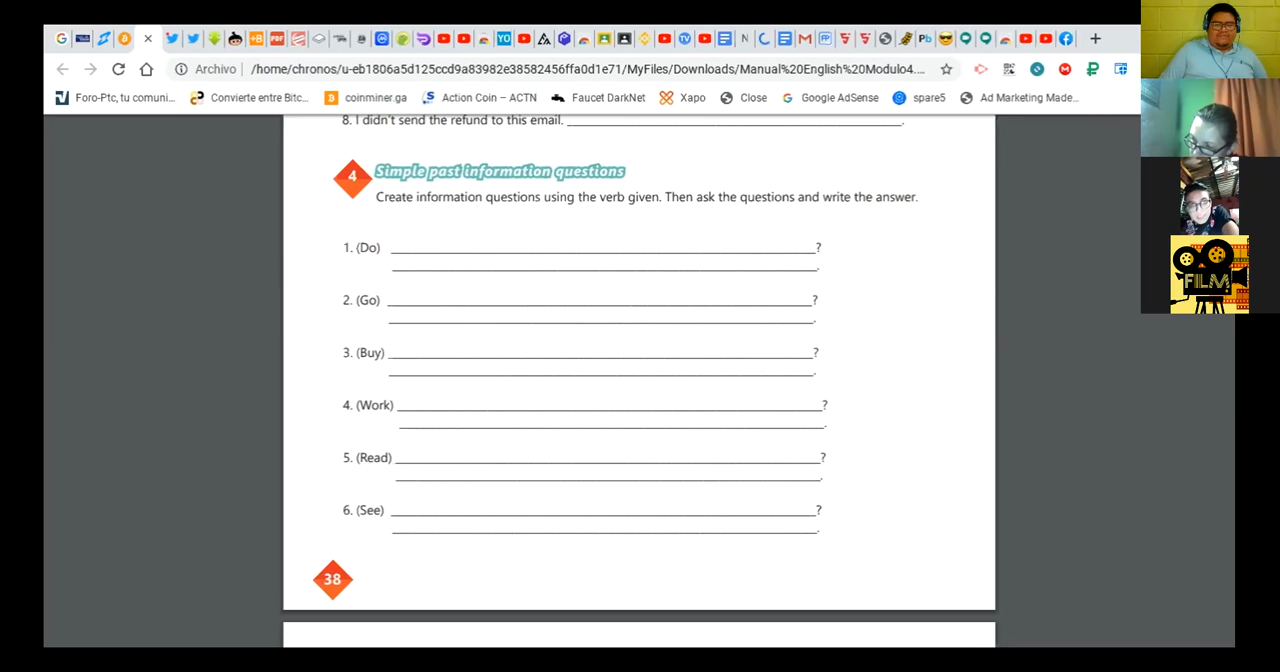 Archivo
/home/chronos/u-eb1806a5d125ccd9a83982e38582456ffa0d1e71/MyFiles/Downloads/Manual%20English%20Modulo4....
Foro-Ptc, tu comuni... Convierte entre Bitc... coinminer.ga Action Coin – ACTN Faucet DarkNet Xapo Close Google AdSense spare5 Ad Marketing Made...
8. I didn't send the refund to this email. .
4 Simple past information questions
Create information questions using the verb given. Then ask the questions and write the answer.
1. (Do) ?
.
2. (Go) ?
.
3. (Buy) ?
.
4. (Work) ?
.
5. (Read) ?
.
6. (See) ?
.
38
FILM